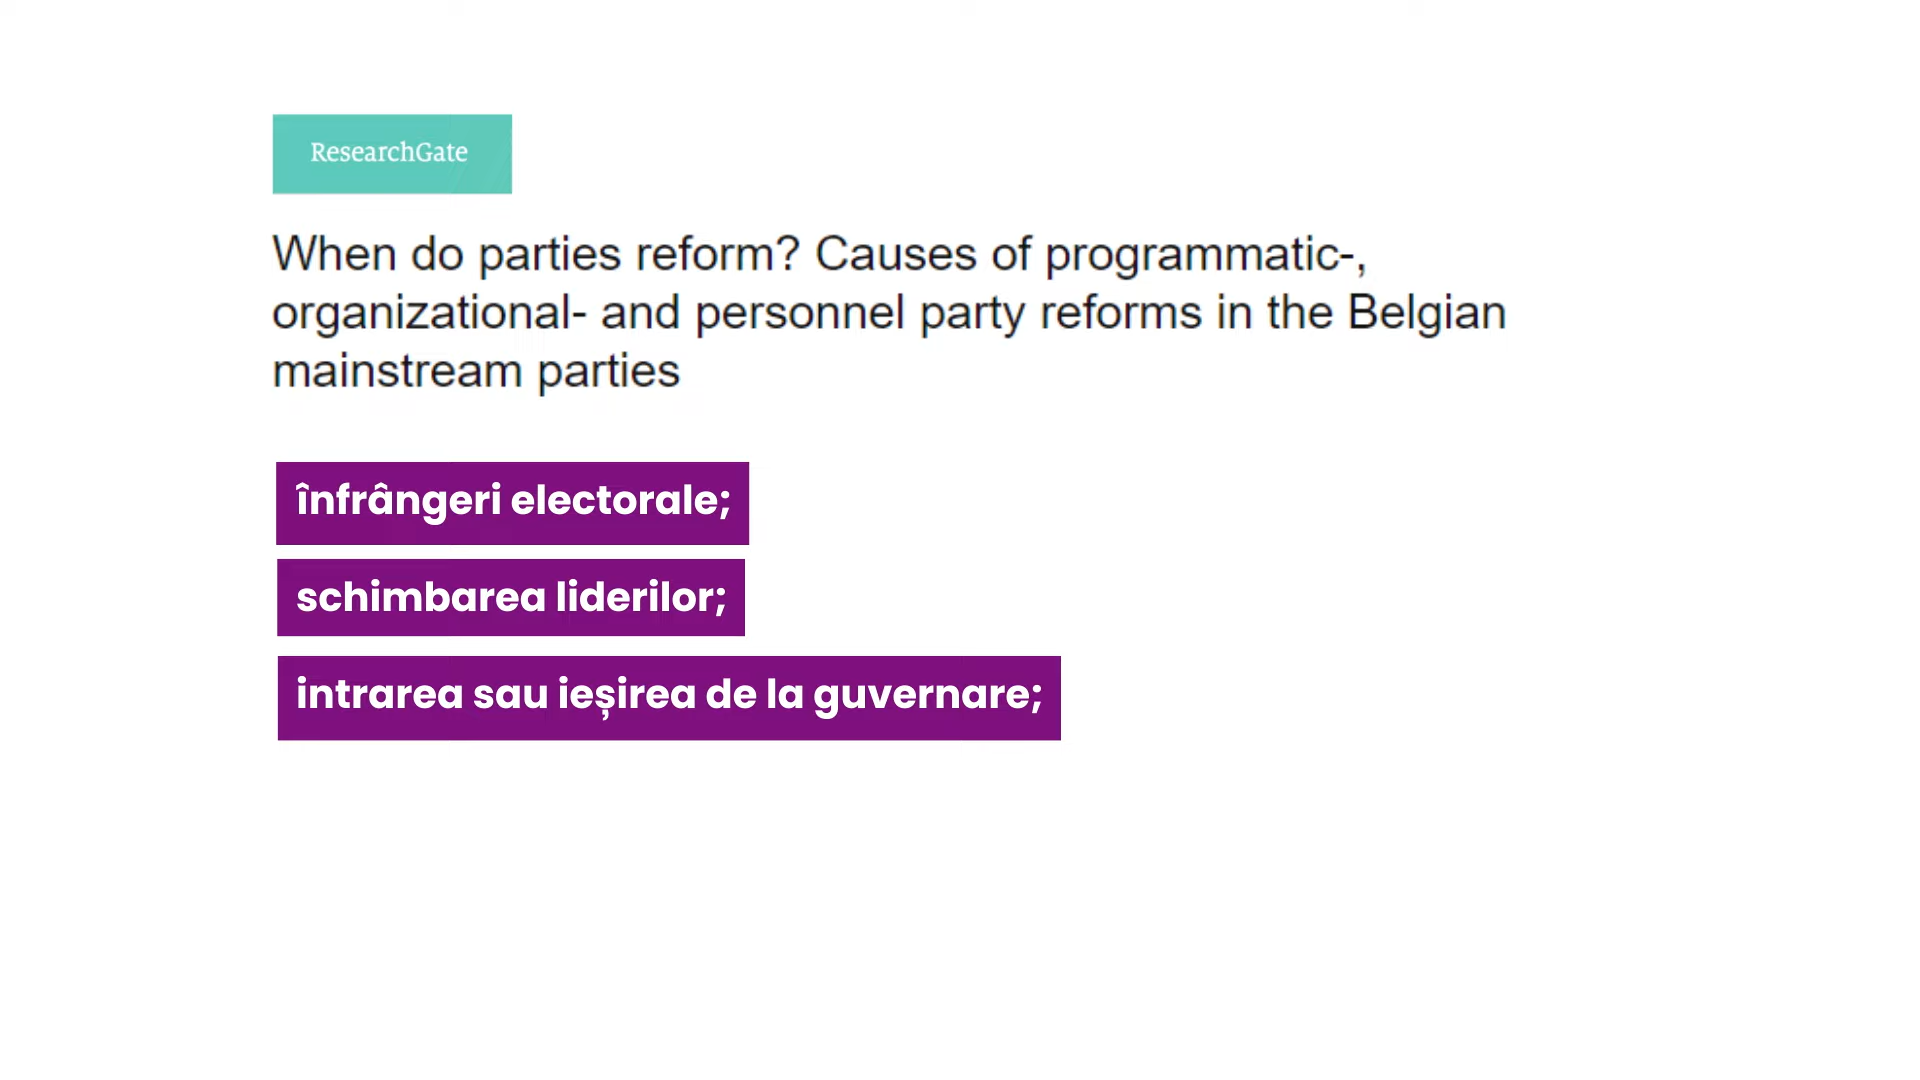 ResearchGate
When do parties reform? Causes of programmatic-,
organizational- and personnel party reforms in the Belgian
mainstream parties
înfrângeri electorale;
schimbarea liderilor;
intrarea sau ieșirea de la guvernare;